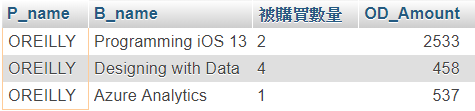 P_name B_name 被購買數量 OD_Amount
OREILLY Programming iOS 13 2 2533
OREILLY Designing with Data 4 458
OREILLY Azure Analytics 1 537